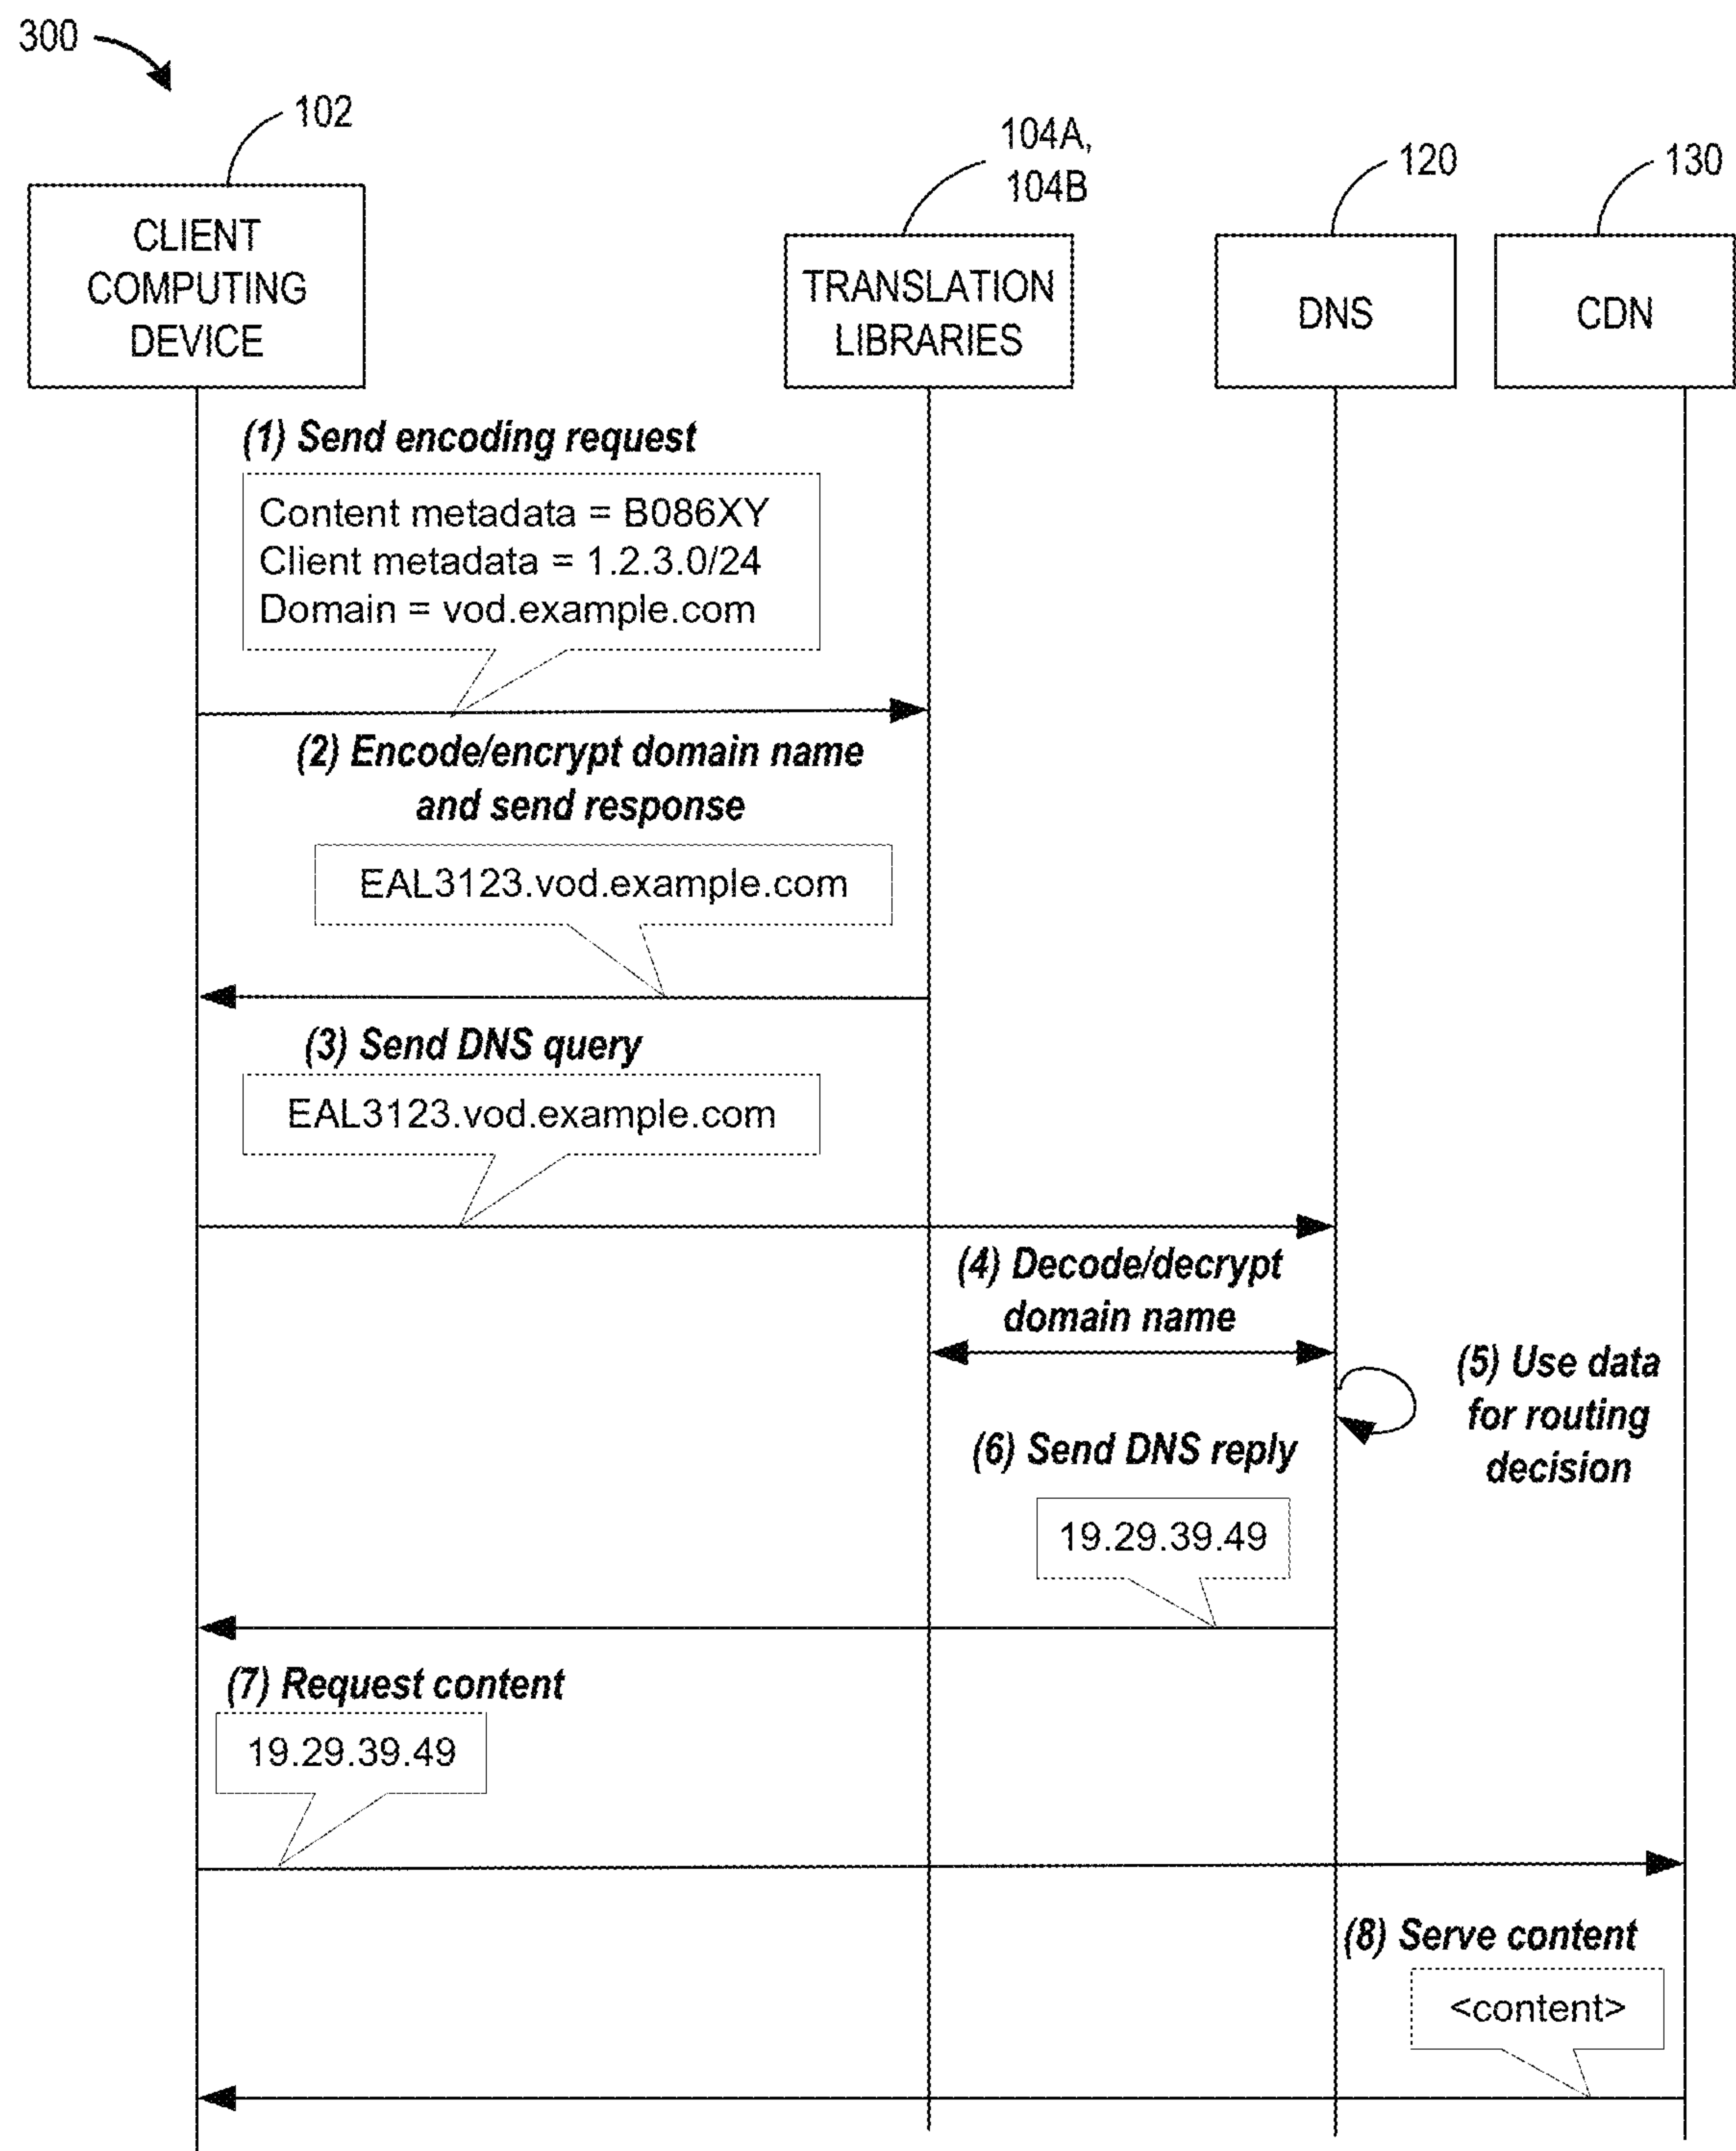 300
102
104A,
104B
120
130
CLIENT
COMPUTING
DEVICE
TRANSLATION
LIBRARIES
DNS
CDN
(1) Send encoding request
Content metadata = B086XY
Client metadata = 1.2.3.0/24
Domain = vod.example.com
(2) Encode/encrypt domain name
and send response
EAL3123.vod.example.com
(3) Send DNS query
EAL3123.vod.example.com
(4) Decode/decrypt
domain name
(5) Use data
for routing
decision
(6) Send DNS reply
19.29.39.49
(7) Request content
19.29.39.49
(8) Serve content
<content>